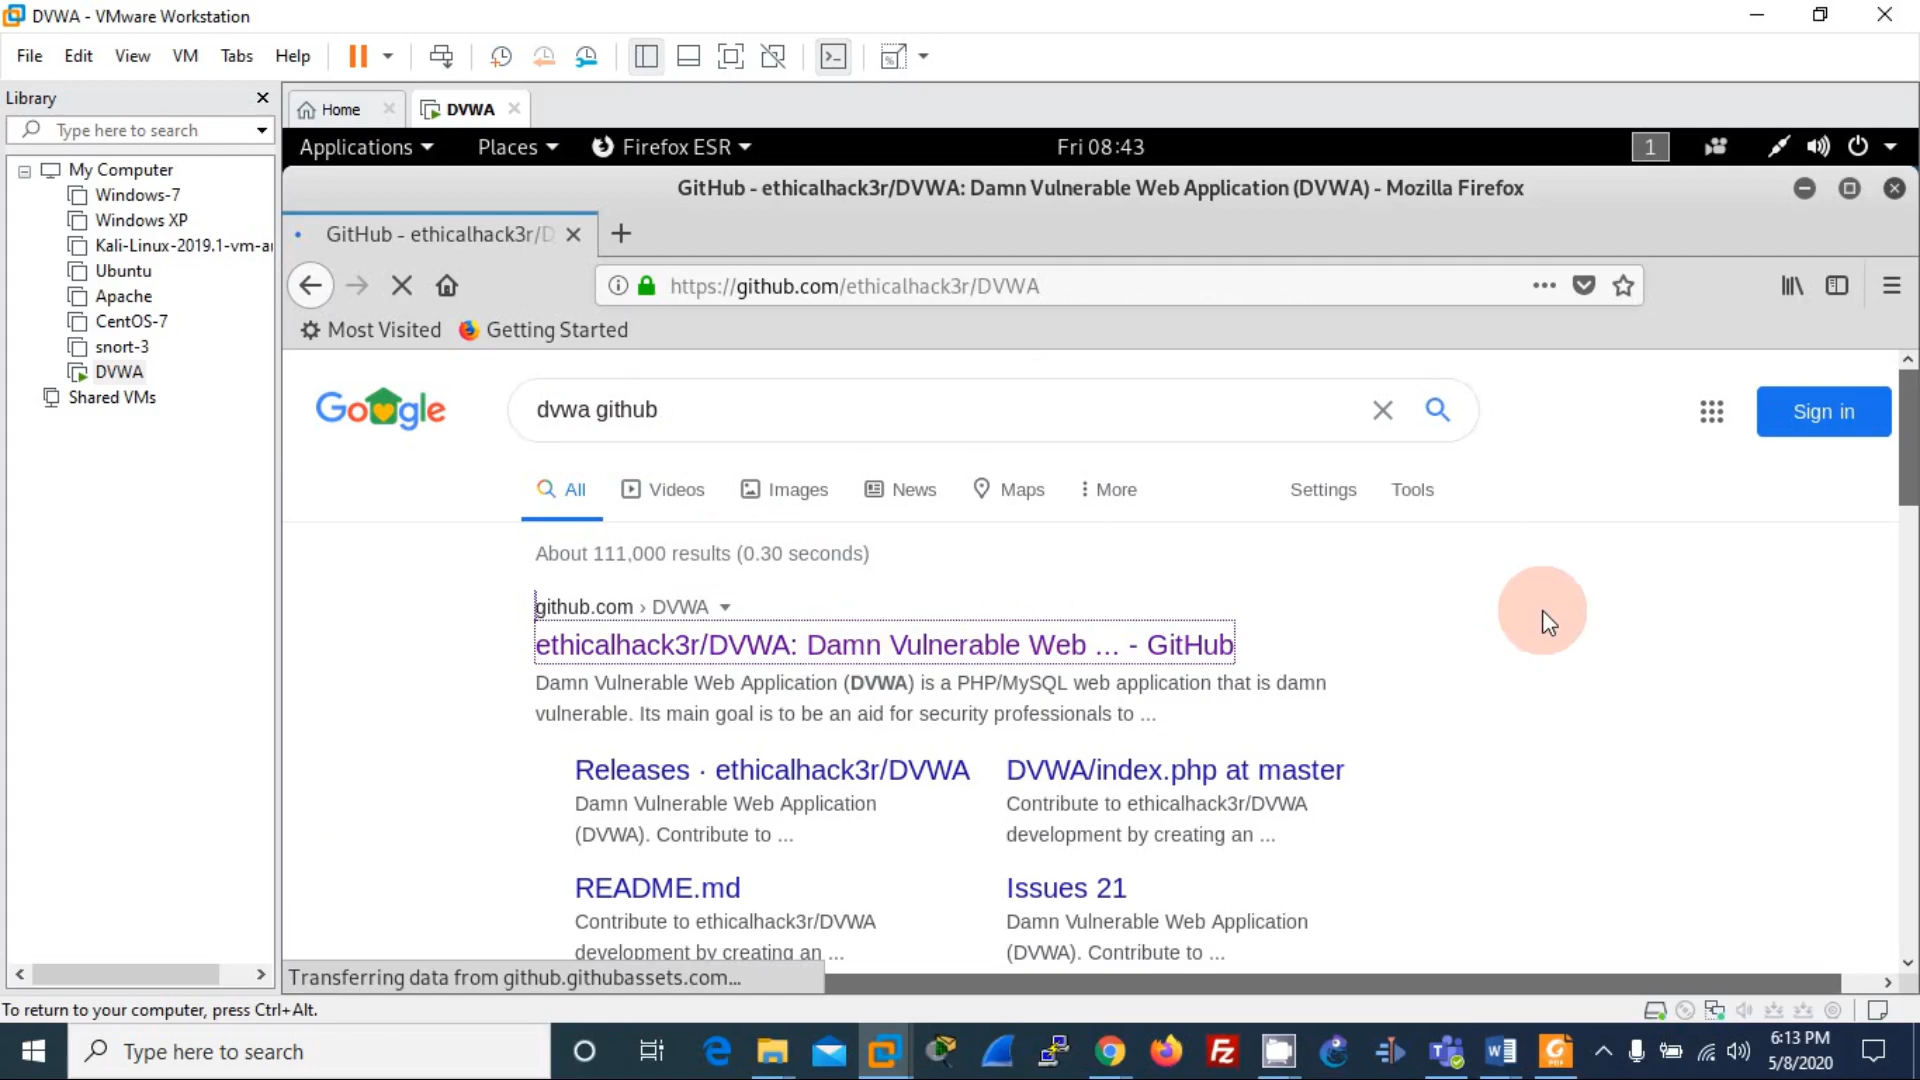 DVWA - VMware Workstation
File Edit View VM Tabs Help
Library
Type here to search
My Computer
Windows-7
Windows XP
Kali-Linux-2019.1-vm-a
Ubuntu
Apache
CentOS-7
snort-3
DVWA
Shared VMs
Home DVWA
Applications Places Firefox ESR Fri 08:43 1
GitHub - ethicalhack3r/DVWA: Damn Vulnerable Web Application (DVWA) - Mozilla Firefox
GitHub - ethicalhack3r/D
https://github.com/ethicalhack3r/DVWA
Most Visited Getting Started
Google dvwa github Sign in
All Videos Images News Maps More Settings Tools
About 111,000 results (0.30 seconds)
github.com › DVWA
ethicalhack3r/DVWA: Damn Vulnerable Web ... - GitHub
Damn Vulnerable Web Application (DVWA) is a PHP/MySQL web application that is damn
vulnerable. Its main goal is to be an aid for security professionals to ...
Releases · ethicalhack3r/DVWA
Damn Vulnerable Web Application
(DVWA). Contribute to ...
DVWA/index.php at master
Contribute to ethicalhack3r/DVWA
development by creating an ...
README.md
Contribute to ethicalhack3r/DVWA
development by creating an ...
Issues 21
Damn Vulnerable Web Application
(DVWA). Contribute to ...
Transferring data from github.githubassets.com...
To return to your computer, press Ctrl+Alt.
Type here to search
6:13 PM
5/8/2020